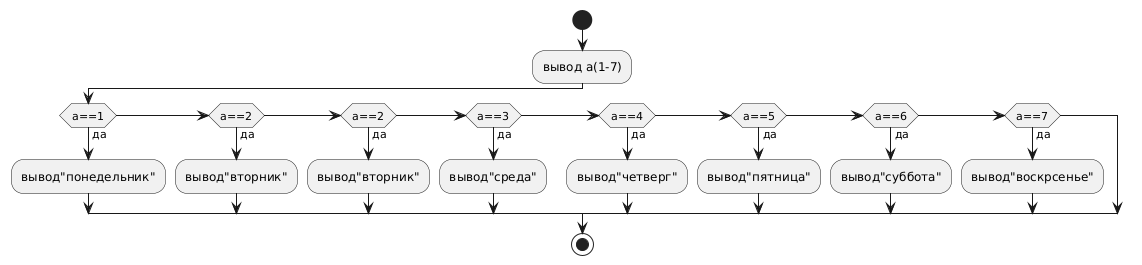 вывод а(1-7)
a==1
a==2
a==2
a==3
a==4
a==5
a==6
a==7
да
да
да
да
да
да
да
да
вывод"понедельник"
вывод"вторник"
вывод"вторник"
вывод"среда"
вывод"четверг"
вывод"пятница"
вывод"суббота"
вывод"воскрсенье"